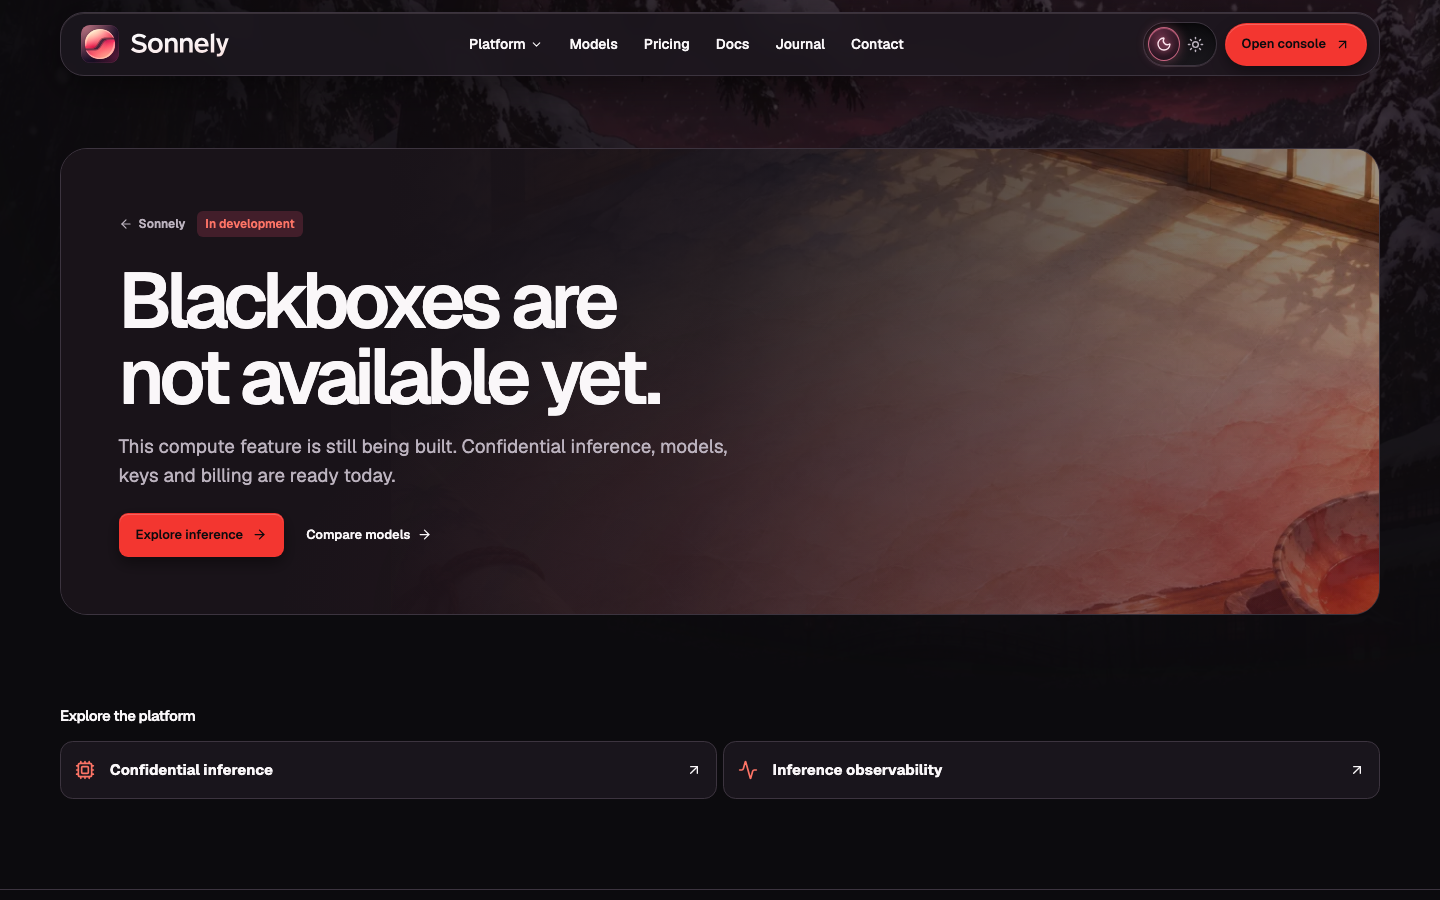 Sonnely
Platform
Models
Pricing
Docs
Journal
Contact
Open console
Sonnely
In development
Blackboxes are
not available yet.
This compute feature is still being built. Confidential inference, models,
keys and billing are ready today.
Explore inference
Compare models
Explore the platform
Confidential inference
Inference observability